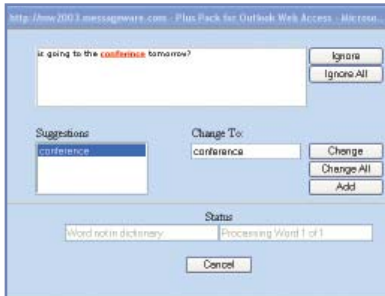 http://mw2003.messageware.com - Plus Pack for Outlook Web Access - Microso...
is going to the conferince tomorrow?
Ignore
Ignore All
Suggestions
Change To:
conference
conference
Change
Change All
Add
Status
Word not in dictionary
Processing Word 1 of 1
Cancel